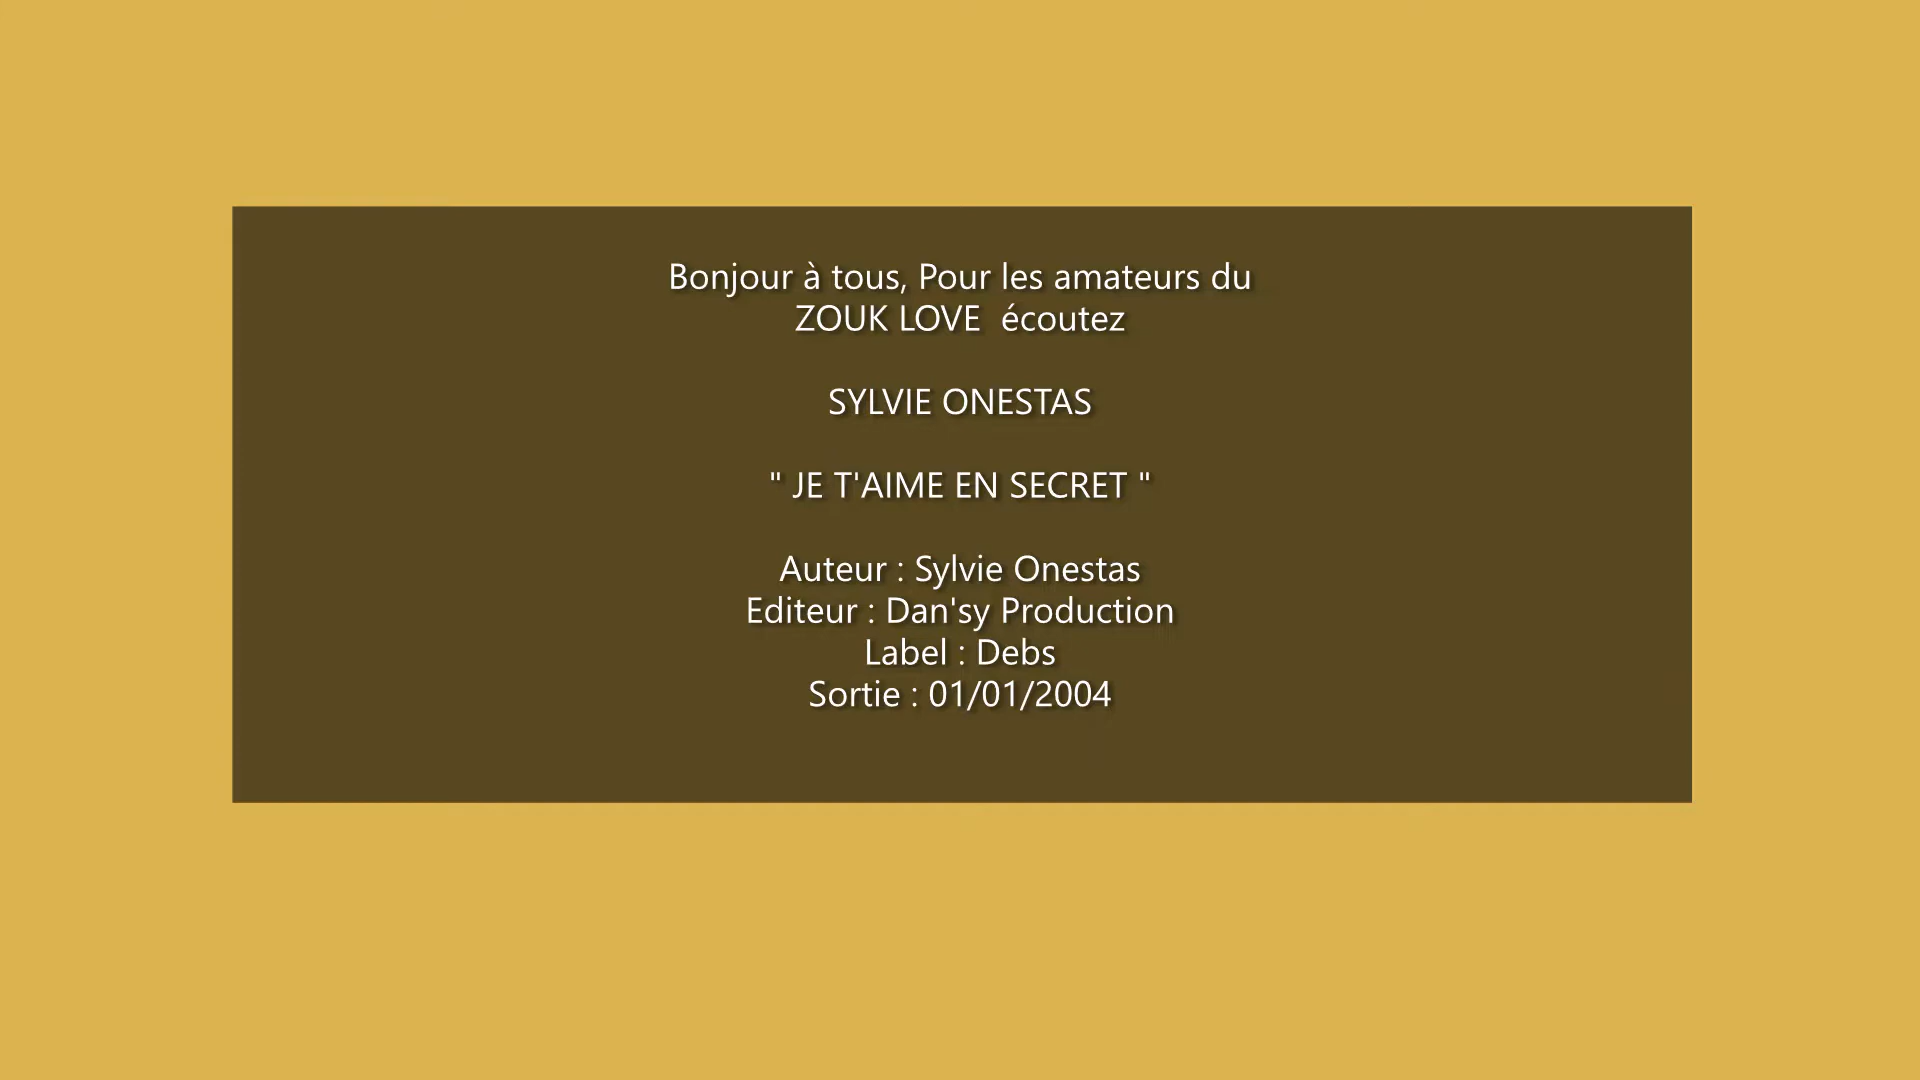 Bonjour à tous, Pour les amateurs du
ZOUK LOVE  écoutez
SYLVIE ONESTAS
" JE T'AIME EN SECRET "
Auteur : Sylvie Onestas
Editeur : Dan'sy Production
Label : Debs
Sortie : 01/01/2004